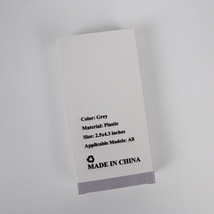 Color: Grey
Material: Plastic
Size: 2.5x4.3 inches
Applicable Models: All
MADE IN CHINA